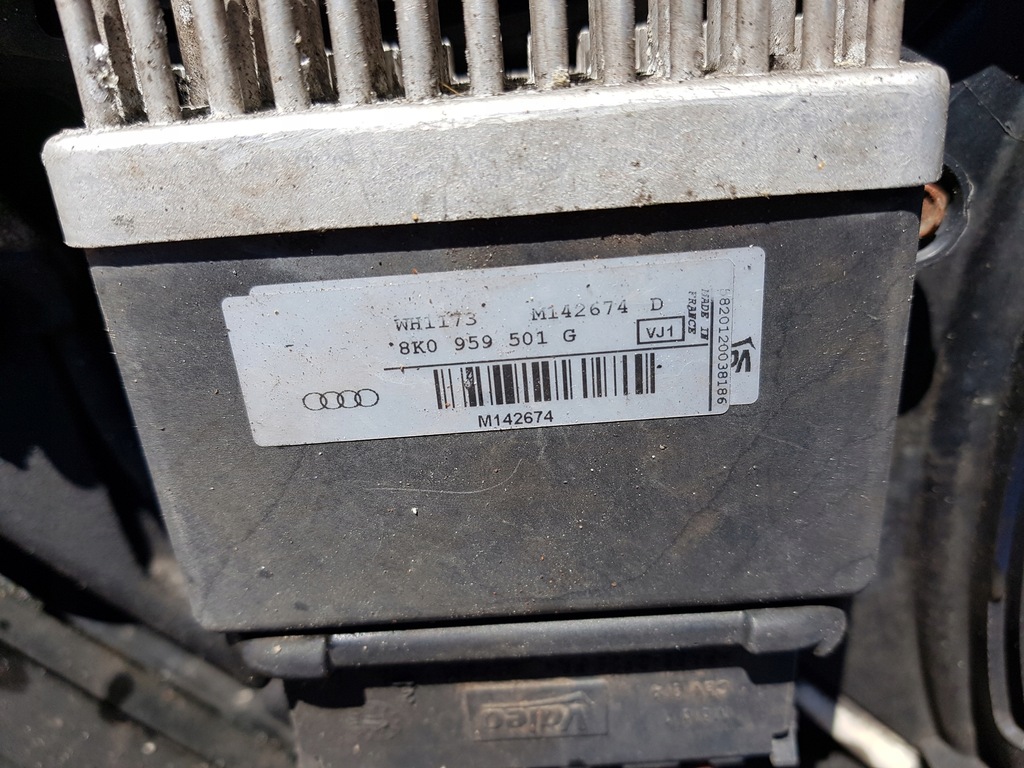 WH1173 M142674 D
8K0 959 501 G VJ1
M142674
MADE IN
FRANCE
820120038186
Valeo